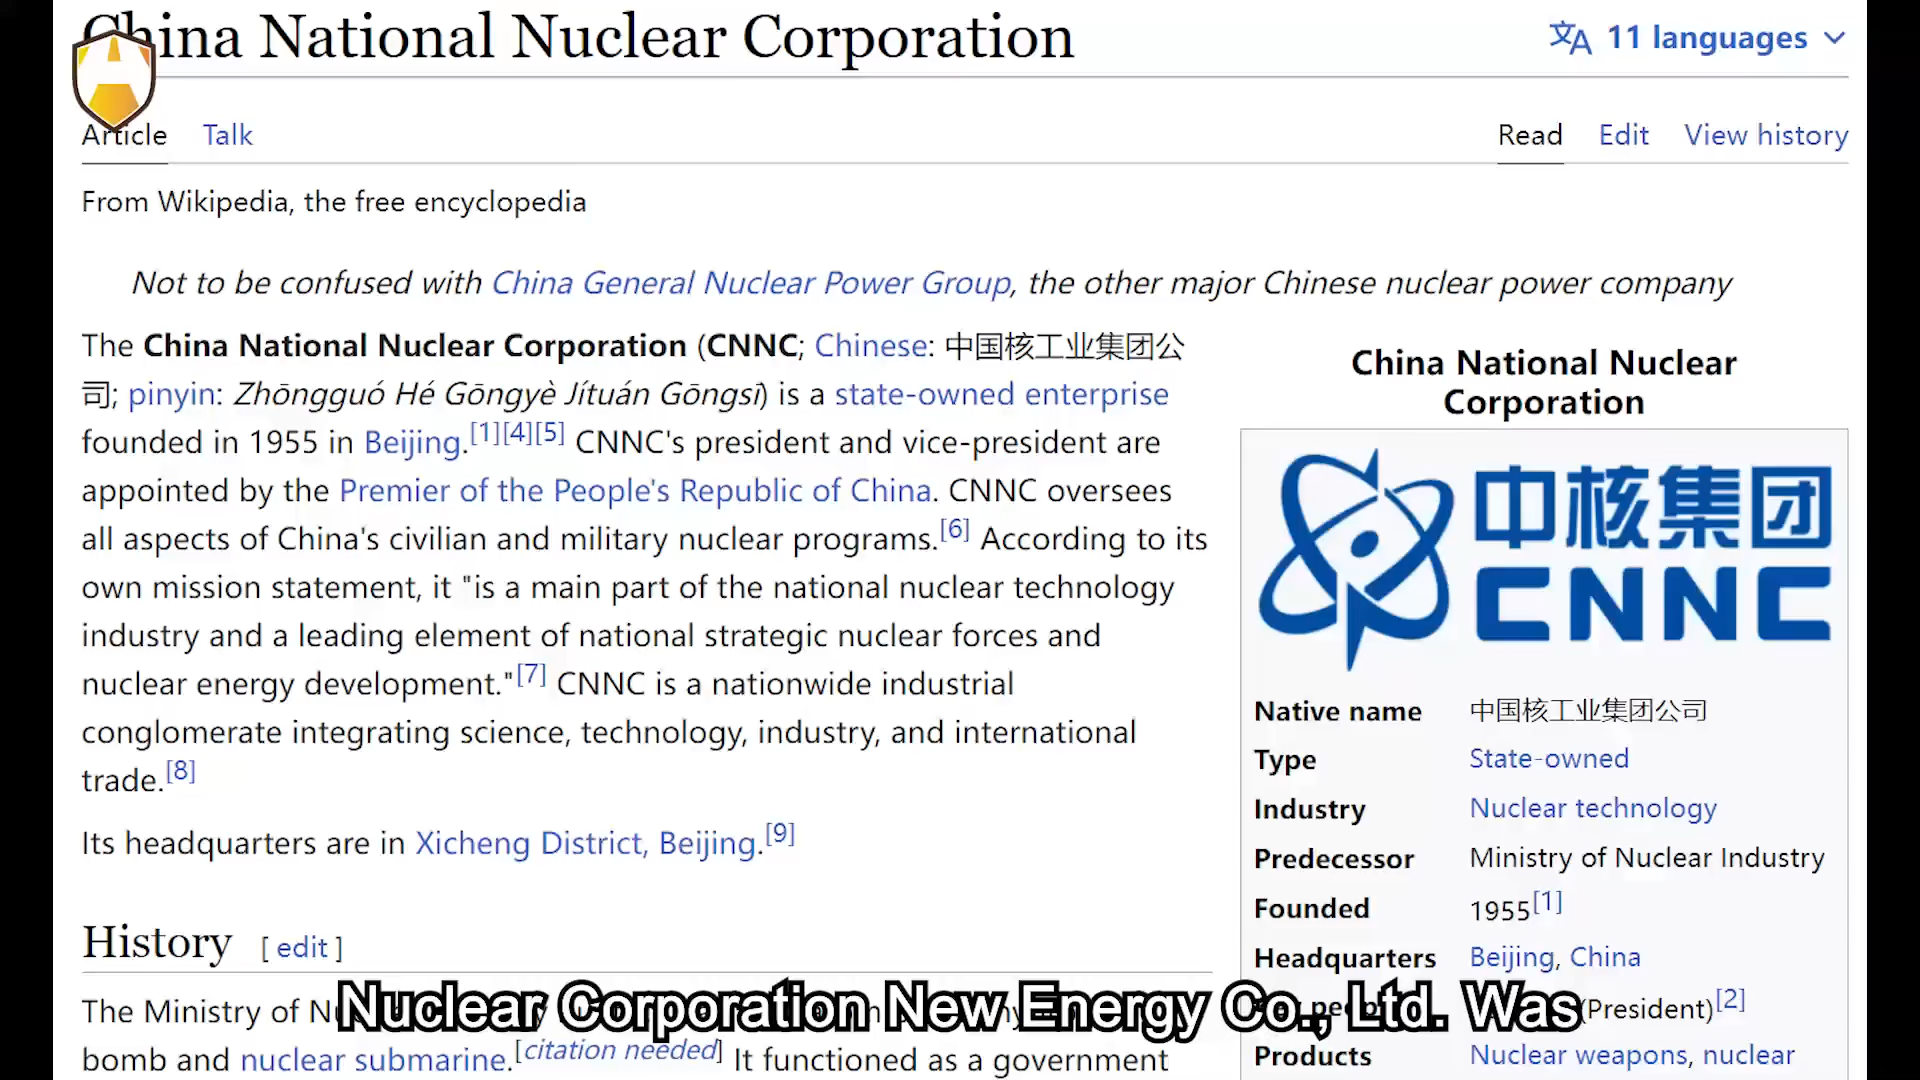 China National Nuclear Corporation
11 languages
Article Talk
Read Edit View history
From Wikipedia, the free encyclopedia
Not to be confused with China General Nuclear Power Group, the other major Chinese nuclear power company
The China National Nuclear Corporation (CNNC; Chinese: 中国核工业集团公
司; pinyin: Zhōngguó Hé Gōngyè Jítuán Gōngsī) is a state-owned enterprise
founded in 1955 in Beijing.[1][4][5] CNNC's president and vice-president are
appointed by the Premier of the People's Republic of China. CNNC oversees
all aspects of China's civilian and military nuclear programs.[6] According to its
own mission statement, it "is a main part of the national nuclear technology
industry and a leading element of national strategic nuclear forces and
nuclear energy development."[7] CNNC is a nationwide industrial
conglomerate integrating science, technology, industry, and international
trade.[8]
Its headquarters are in Xicheng District, Beijing.[9]
History [ edit ]
The Ministry of
bomb and nuclear submarine.[citation needed] It functioned as a government
China National Nuclear
Corporation
中核集团
CNNC
Native name 中国核工业集团公司
Type State-owned
Industry Nuclear technology
Predecessor Ministry of Nuclear Industry
Founded 1955[1]
Headquarters Beijing, China
(President)[2]
Products Nuclear weapons, nuclear
Nuclear Corporation New Energy Co., Ltd. Was